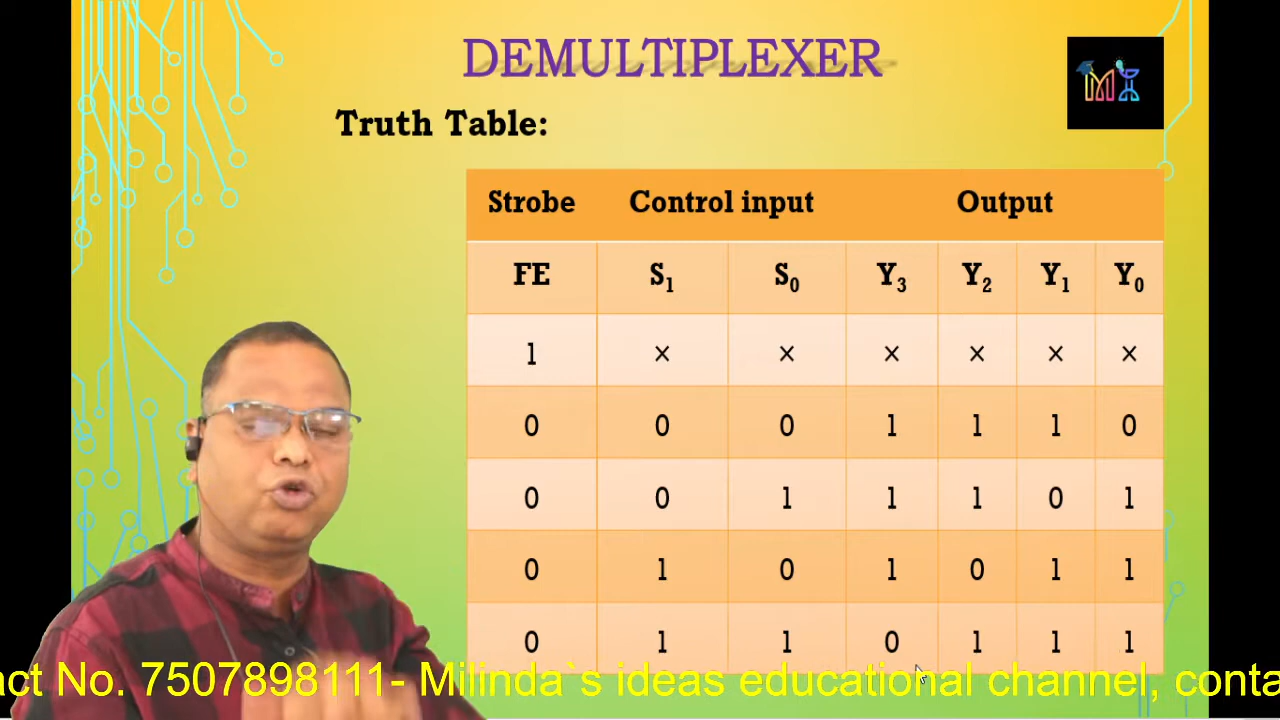 DEMULTIPLEXER
MI
Truth Table:
Strobe Control input Output
FE S₁ S₀ Y₃ Y₂ Y₁ Y₀
1 × × × × × ×
0 0 0 1 1 1 0
0 0 1 1 1 0 1
0 1 0 1 0 1 1
0 1 1 0 1 1 1
act No. 7507898111- Milinda`s ideas educational channel, conta